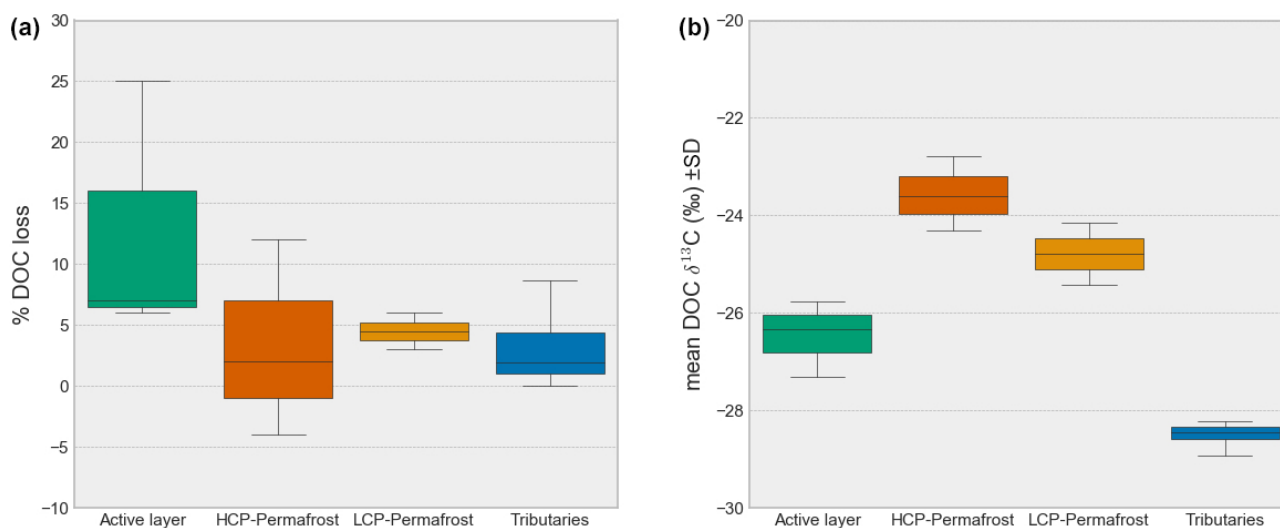 (a)
% DOC loss
30
25
20
15
10
5
0
−5
−10
Active layer
HCP-Permafrost
LCP-Permafrost
Tributaries
(b)
mean DOC δ¹³C (‰) ±SD
−20
−22
−24
−26
−28
−30
Active layer
HCP-Permafrost
LCP-Permafrost
Tributaries